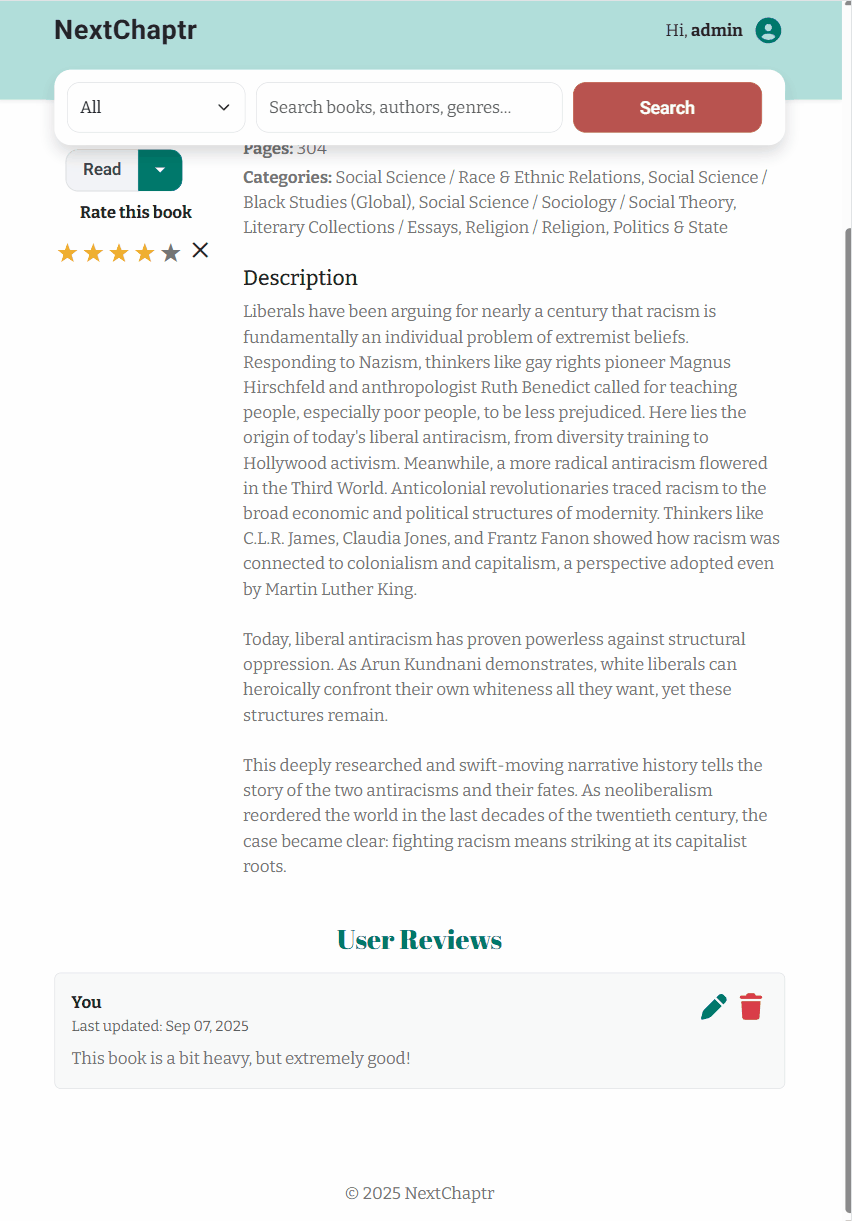 NextChaptr
Hi, admin
All
Search books, authors, genres...
Search
Pages: 304
Read
Categories: Social Science / Race & Ethnic Relations, Social Science /
Black Studies (Global), Social Science / Sociology / Social Theory,
Literary Collections / Essays, Religion / Religion, Politics & State
Rate this book
Description
Liberals have been arguing for nearly a century that racism is
fundamentally an individual problem of extremist beliefs.
Responding to Nazism, thinkers like gay rights pioneer Magnus
Hirschfeld and anthropologist Ruth Benedict called for teaching
people, especially poor people, to be less prejudiced. Here lies the
origin of today's liberal antiracism, from diversity training to
Hollywood activism. Meanwhile, a more radical antiracism flowered
in the Third World. Anticolonial revolutionaries traced racism to the
broad economic and political structures of modernity. Thinkers like
C.L.R. James, Claudia Jones, and Frantz Fanon showed how racism was
connected to colonialism and capitalism, a perspective adopted even
by Martin Luther King.
Today, liberal antiracism has proven powerless against structural
oppression. As Arun Kundnani demonstrates, white liberals can
heroically confront their own whiteness all they want, yet these
structures remain.
This deeply researched and swift-moving narrative history tells the
story of the two antiracisms and their fates. As neoliberalism
reordered the world in the last decades of the twentieth century, the
case became clear: fighting racism means striking at its capitalist
roots.
User Reviews
You
Last updated: Sep 07, 2025
This book is a bit heavy, but extremely good!
© 2025 NextChaptr